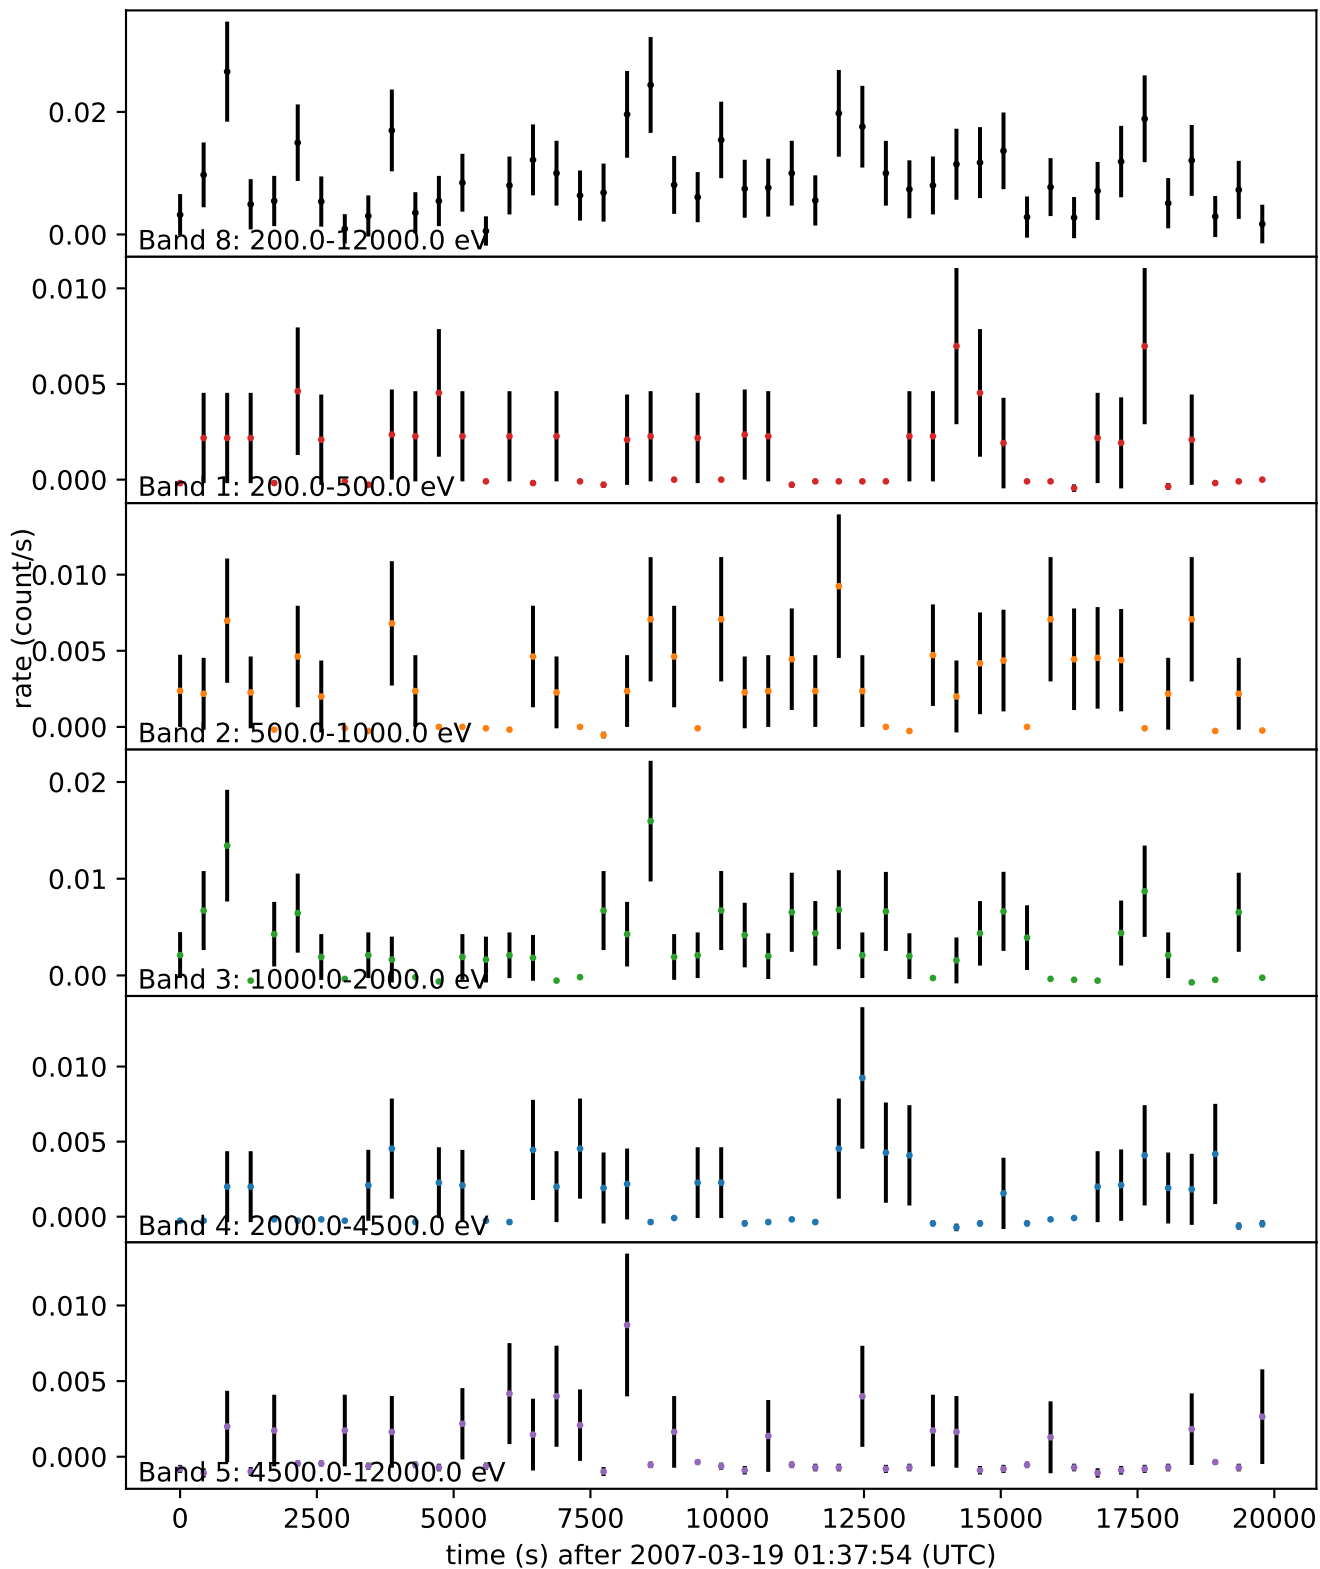 0.02
0.00
Band 8: 200.0-12000.0 eV
0.010
0.005
0.000
Band 1: 200.0-500.0 eV
rate (count/s)
0.010
0.005
0.000
Band 2: 500.0-1000.0 eV
0.02
0.01
0.00
Band 3: 1000.0-2000.0 eV
0.010
0.005
0.000
Band 4: 2000.0-4500.0 eV
0.010
0.005
0.000
Band 5: 4500.0-12000.0 eV
0 2500 5000 7500 10000 12500 15000 17500 20000
time (s) after 2007-03-19 01:37:54 (UTC)